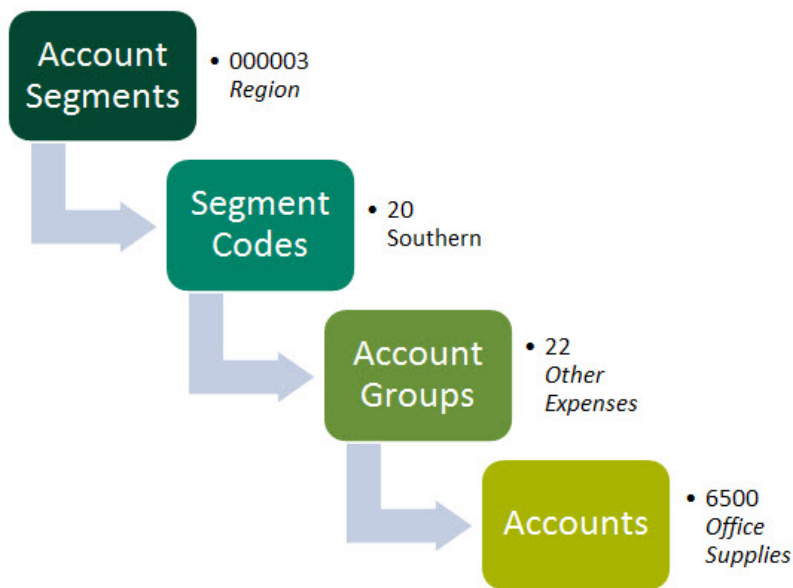 Account
Segments
• 000003
Region
Segment
Codes
• 20
Southern
Account
Groups
• 22
Other
Expenses
Accounts
• 6500
Office
Supplies